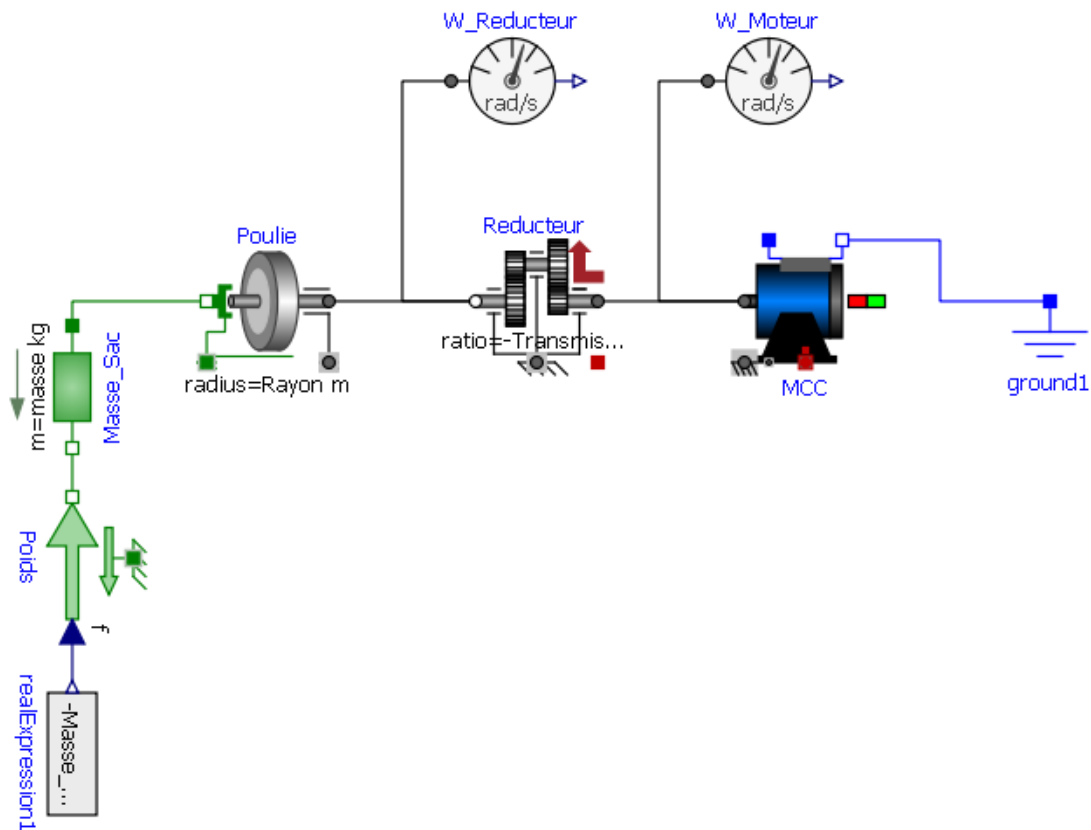 W_Reducteur
W_Moteur
rad/s
rad/s
Poulie
Reducteur
ratio=-Transmis...
radius=Rayon m
MCC
ground1
m=masse kg
Masse_Sac
Poids
f
realExpression1
-Masse_...